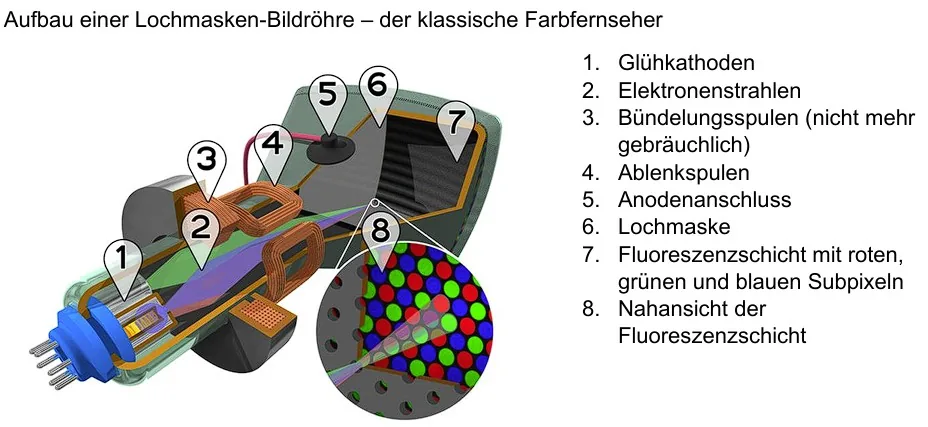 Aufbau einer Lochmasken-Bildröhre – der klassische Farbfernseher
1. Glühkathoden
2. Elektronenstrahlen
3. Bündelungsspulen (nicht mehr
gebräuchlich)
4. Ablenkspulen
5. Anodenanschluss
6. Lochmaske
7. Fluoreszenzschicht mit roten,
grünen und blauen Subpixeln
8. Nahansicht der
Fluoreszenzschicht
6
5
7
4
3
8
2
1